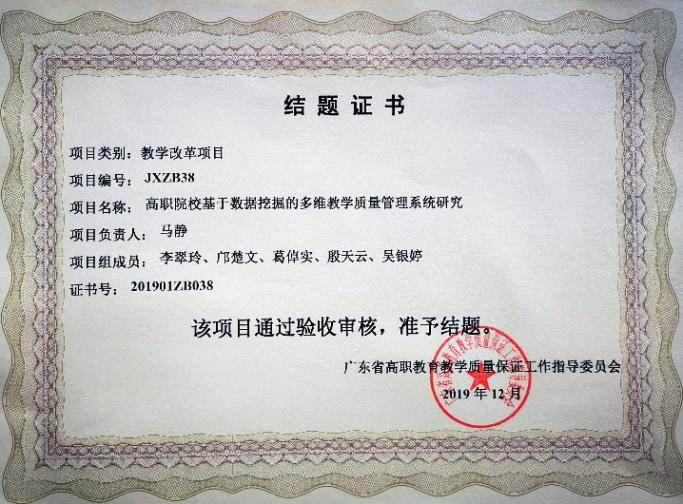 结题证书
项目类别：教学改革项目
项目编号：JXZB38
项目名称：高职院校基于数据挖掘的多维教学质量管理系统研究
项目负责人：马静
项目组成员：李翠玲、邝楚文、葛倬实、殷天云、吴银婷
证书号：201901ZB038
该项目通过验收审核，准予结题。
广东省高职教育教学质量保证工作指导委员会
2019年12月